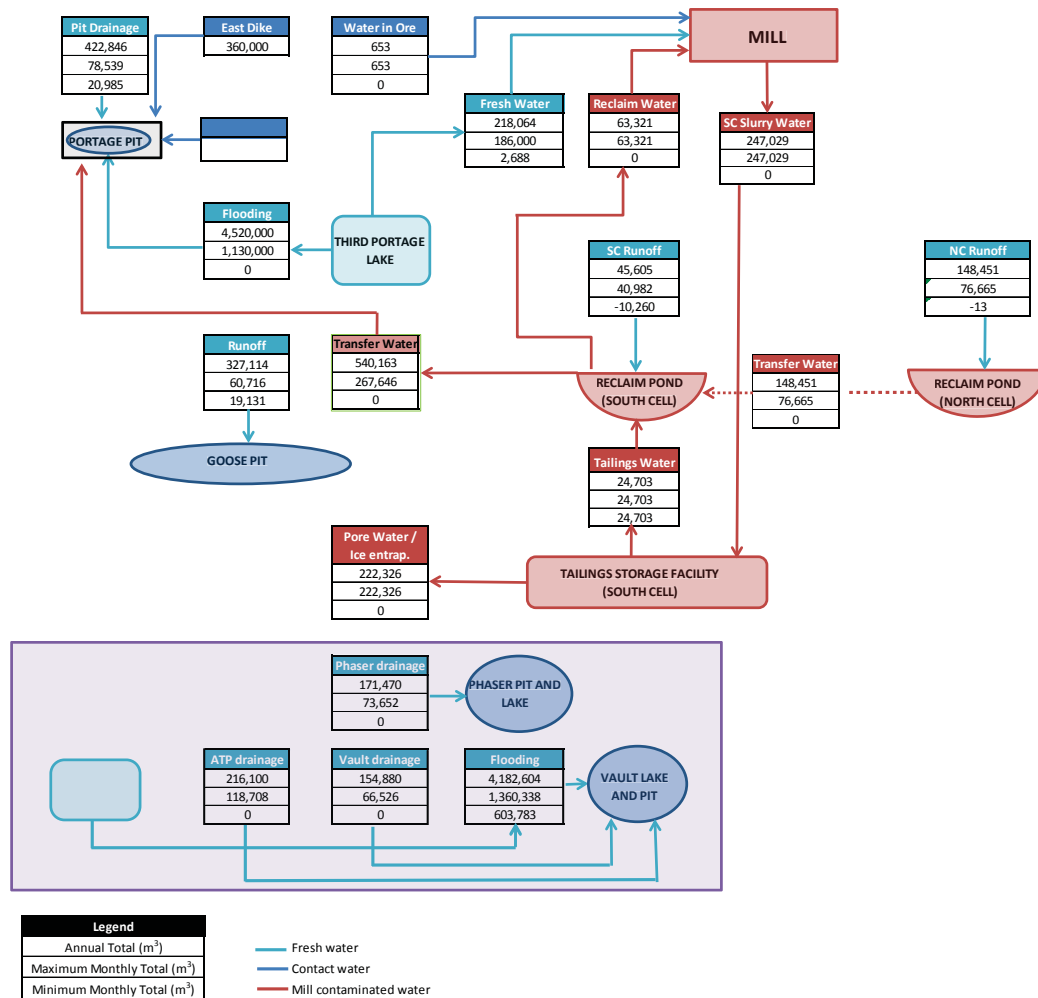 Pit Drainage
422,846
78,539
20,985
East Dike
360,000
Water in Ore
653
653
0
MILL
Fresh Water
218,064
186,000
2,688
Reclaim Water
63,321
63,321
0
SC Slurry Water
247,029
247,029
0
PORTAGE PIT
Flooding
4,520,000
1,130,000
0
THIRD PORTAGE
LAKE
SC Runoff
45,605
40,982
-10,260
NC Runoff
148,451
76,665
-13
Runoff
327,114
60,716
19,131
Transfer Water
540,163
267,646
0
RECLAIM POND
(SOUTH CELL)
Transfer Water
148,451
76,665
0
RECLAIM POND
(NORTH CELL)
GOOSE PIT
Tailings Water
24,703
24,703
24,703
Pore Water /
Ice entrap.
222,326
222,326
0
TAILINGS STORAGE FACILITY
(SOUTH CELL)
Phaser drainage
171,470
73,652
0
PHASER PIT AND
LAKE
ATP drainage
216,100
118,708
0
Vault drainage
154,880
66,526
0
Flooding
4,182,604
1,360,338
603,783
VAULT LAKE
AND PIT
Legend
Annual Total (m³)
Maximum Monthly Total (m³)
Minimum Monthly Total (m³)
Fresh water
Contact water
Mill contaminated water